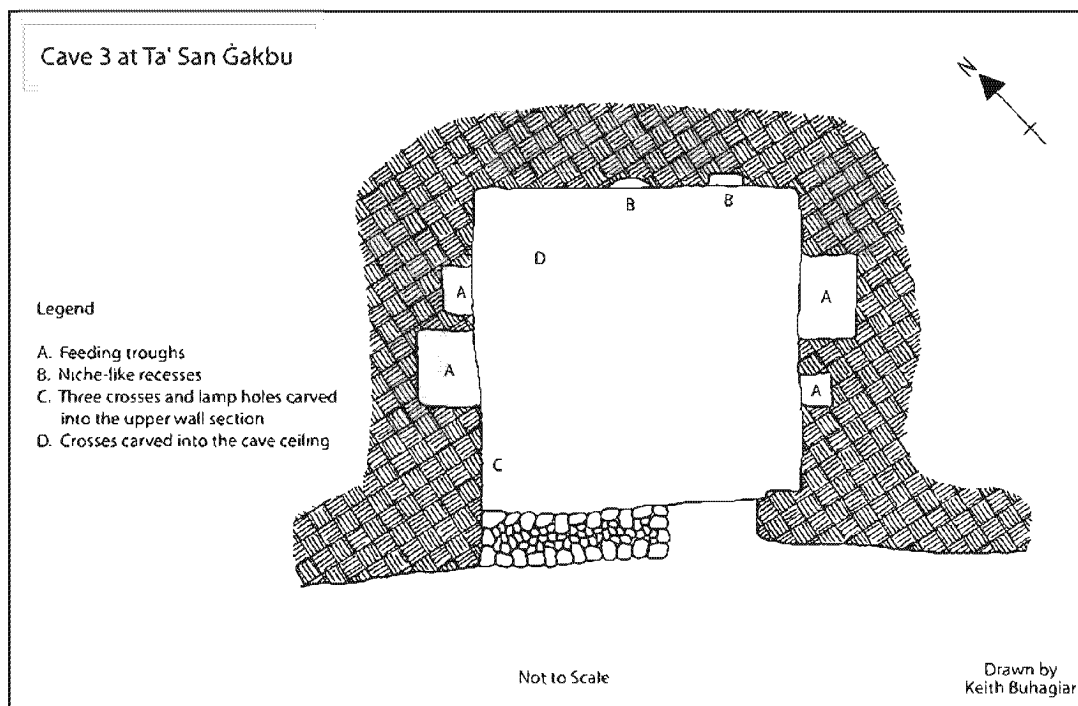 Cave 3 at Ta' San Ġakbu
N
B
B
D
A
A
A
A
C
Legend
A. Feeding troughs
B. Niche-like recesses
C. Three crosses and lamp holes carved
into the upper wall section
D. Crosses carved into the cave ceiling
Not to Scale
Drawn by
Keith Buhagiar